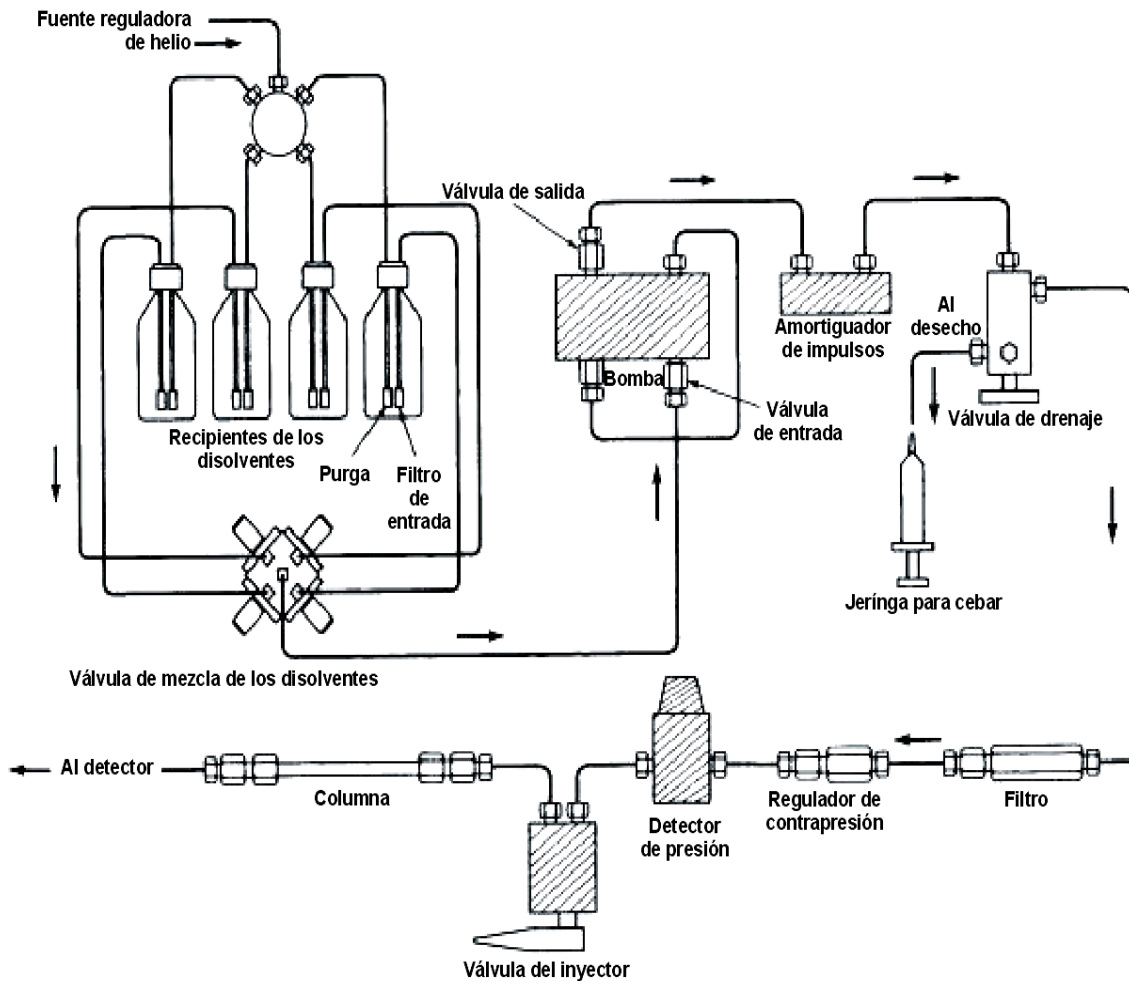 Fuente reguladora
de helio
Válvula de salida
Bomba
Válvula
de entrada
Amortiguador
de impulsos
Al
desecho
Válvula de drenaje
Recipientes de los
disolventes
Purga
Filtro
de
entrada
Jerínga para cebar
Válvula de mezcla de los disolventes
Al detector
Columna
Detector
de presión
Regulador de
contrapresión
Filtro
Válvula del inyector